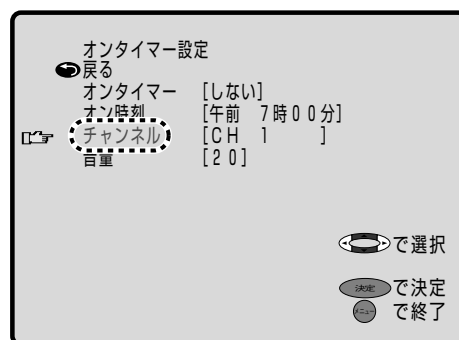 オンタイマー設定
戻る
オンタイマー [しない]
オン時刻 [午前 7時00分]
チャンネル [CH 1 ]
音量 [20]
で選択
決定 で決定
メニュー で終了